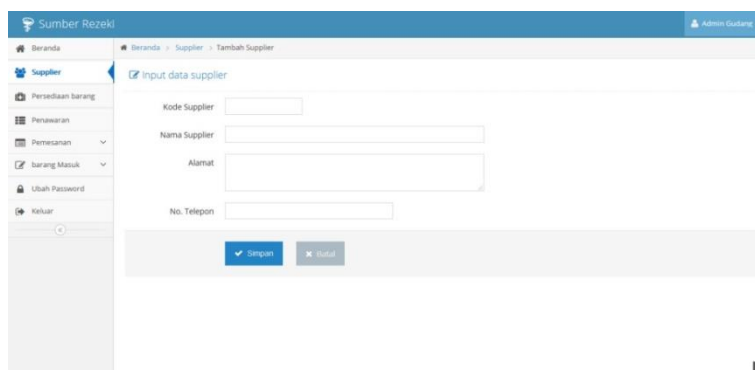 Sumber Rezeki
Admin Gudang
Beranda
Supplier
Persediaan barang
Penawaran
Pemesanan
barang Masuk
Ubah Password
Keluar
Beranda > Supplier > Tambah Supplier
Input data supplier
Kode Supplier
Nama Supplier
Alamat
No. Telepon
Simpan
Batal